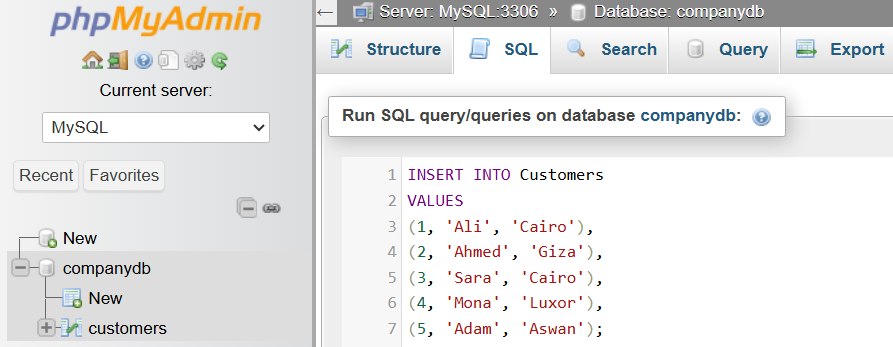 phpMyAdmin
Current server:
MySQL
Recent Favorites
New
companydb
New
customers
Server: MySQL:3306 » Database: companydb
Structure SQL Search Query Export
Run SQL query/queries on database companydb:
1 INSERT INTO Customers
2 VALUES
3 (1, 'Ali', 'Cairo'),
4 (2, 'Ahmed', 'Giza'),
5 (3, 'Sara', 'Cairo'),
6 (4, 'Mona', 'Luxor'),
7 (5, 'Adam', 'Aswan');